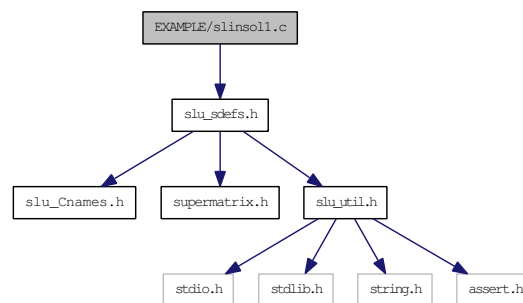 EXAMPLE/slinsol1.c
slu_sdefs.h
slu_Cnames.h
supermatrix.h
slu_util.h
stdio.h
stdlib.h
string.h
assert.h